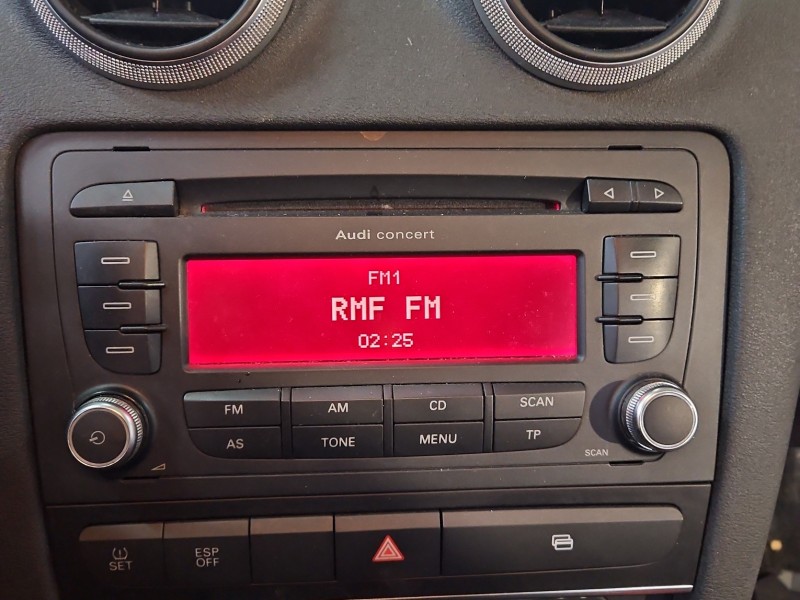 Audi concert
FM1
RMF FM
02:25
FM AM CD SCAN
AS TONE MENU TP
SCAN
SET ESP OFF